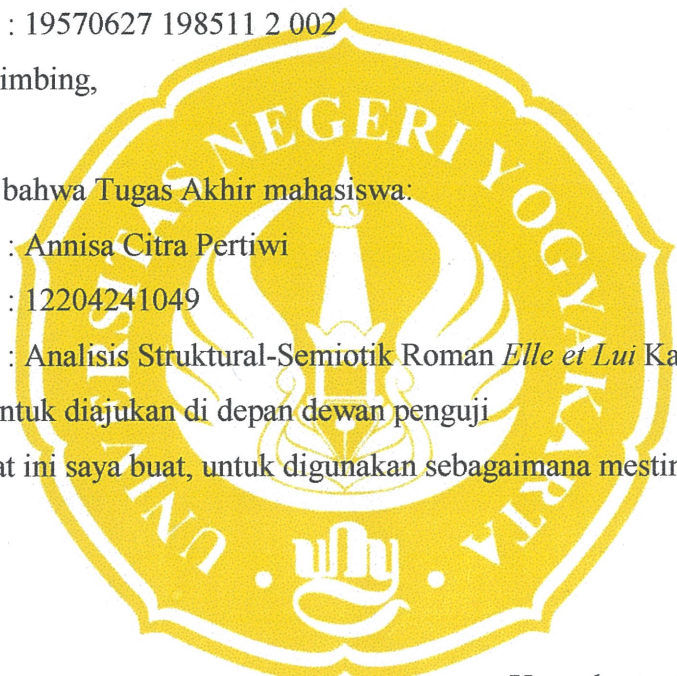 : 19570627 198511 2 002
imbing,
bahwa Tugas Akhir mahasiswa:
: Annisa Citra Pertiwi
: 12204241049
: Analisis Struktural-Semiotik Roman Elle et Lui Ka
ntuk diajukan di depan dewan penguji
at ini saya buat, untuk digunakan sebagaimana mestin
UNIVERSITAS NEGERI YOGYAKARTA
uny